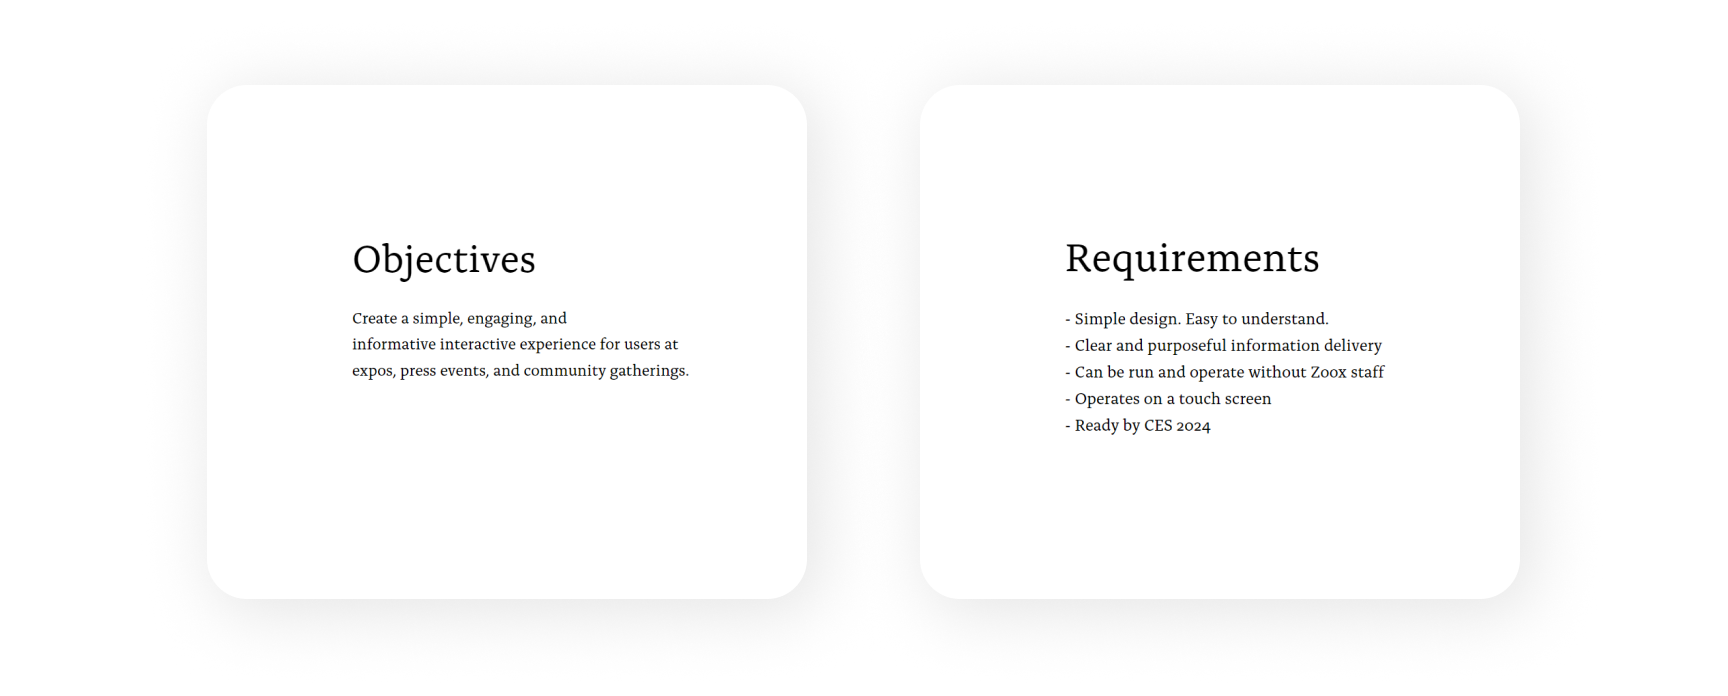 Objectives
Create a simple, engaging, and
informative interactive experience for users at
expos, press events, and community gatherings.
Requirements
- Simple design. Easy to understand.
- Clear and purposeful information delivery
- Can be run and operate without Zoox staff
- Operates on a touch screen
- Ready by CES 2024